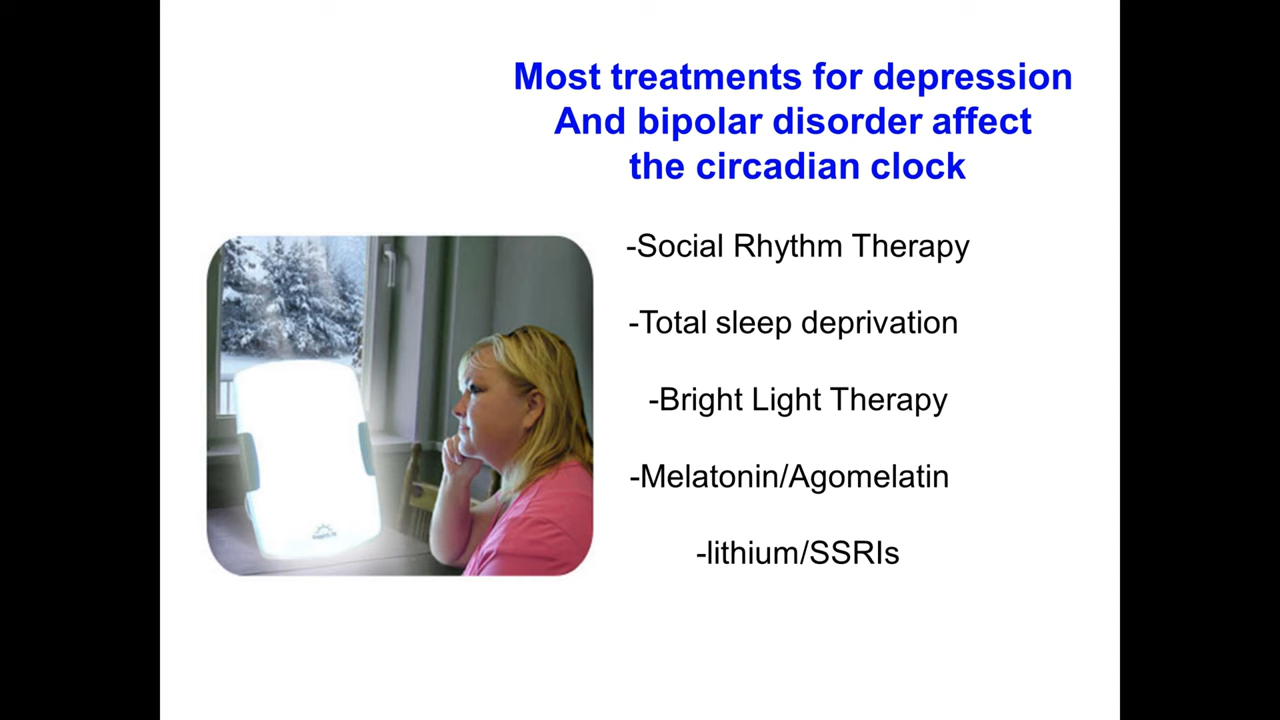 Most treatments for depression
And bipolar disorder affect
the circadian clock
-Social Rhythm Therapy
-Total sleep deprivation
-Bright Light Therapy
-Melatonin/Agomelatin
-lithium/SSRIs